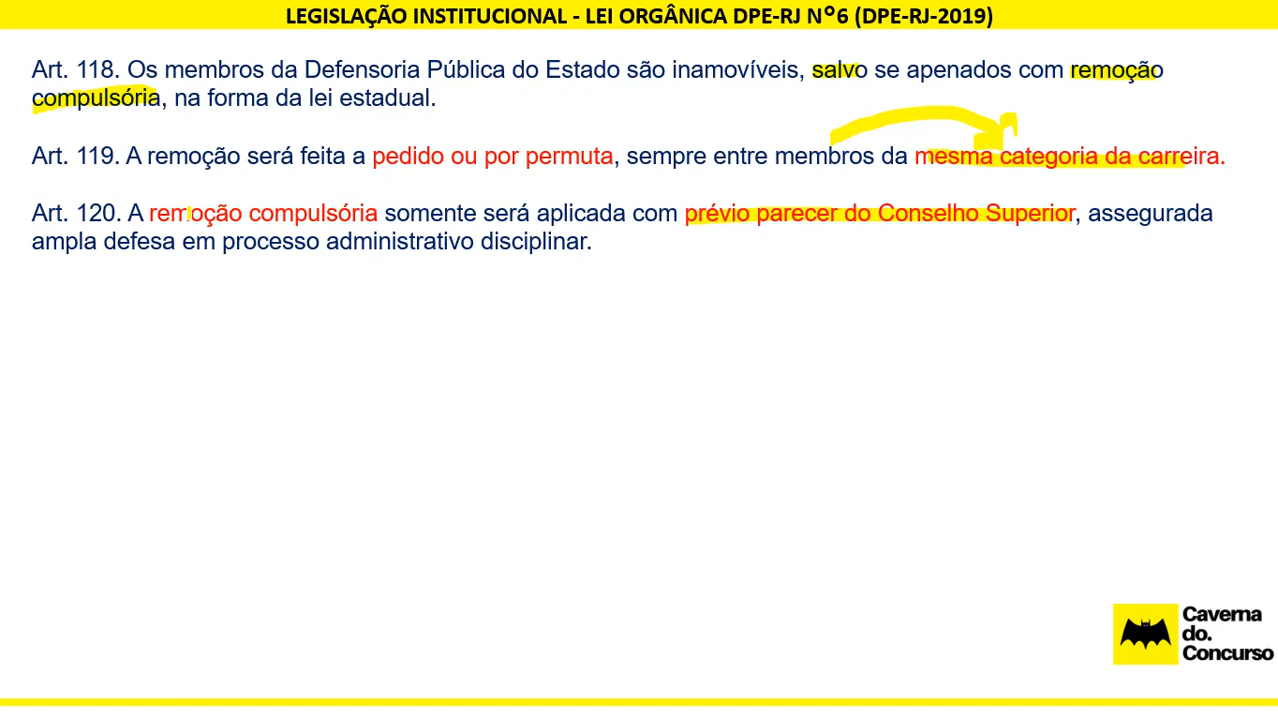 LEGISLAÇÃO INSTITUCIONAL - LEI ORGÂNICA DPE-RJ Nº6 (DPE-RJ-2019)
Art. 118. Os membros da Defensoria Pública do Estado são inamovíveis, salvo se apenados com remoção
compulsória, na forma da lei estadual.
Art. 119. A remoção será feita a pedido ou por permuta, sempre entre membros da mesma categoria da carreira.
Art. 120. A remoção compulsória somente será aplicada com prévio parecer do Conselho Superior, assegurada
ampla defesa em processo administrativo disciplinar.
Caverna
do.
Concurso